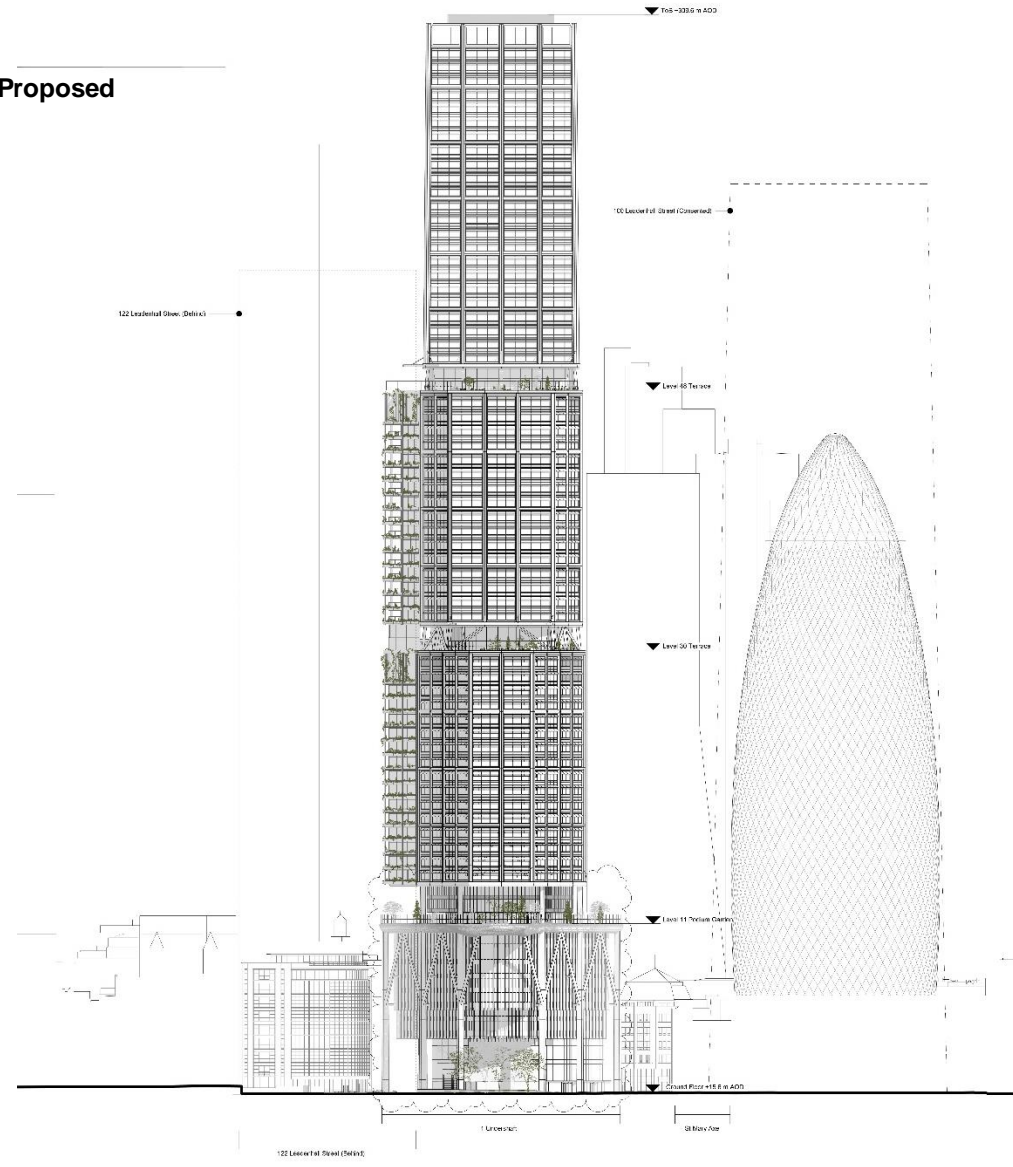 Proposed
ToS +309.6 m AOD
100 Leadenhall Street (Consented)
122 Leadenhall Street (Behind)
Level 48 Terrace
Level 30 Terrace
Level 11 Podium Garden
Ground Floor +15.6 m AOD
1 Undershaft
St Mary Axe
122 Leadenhall Street (Behind)